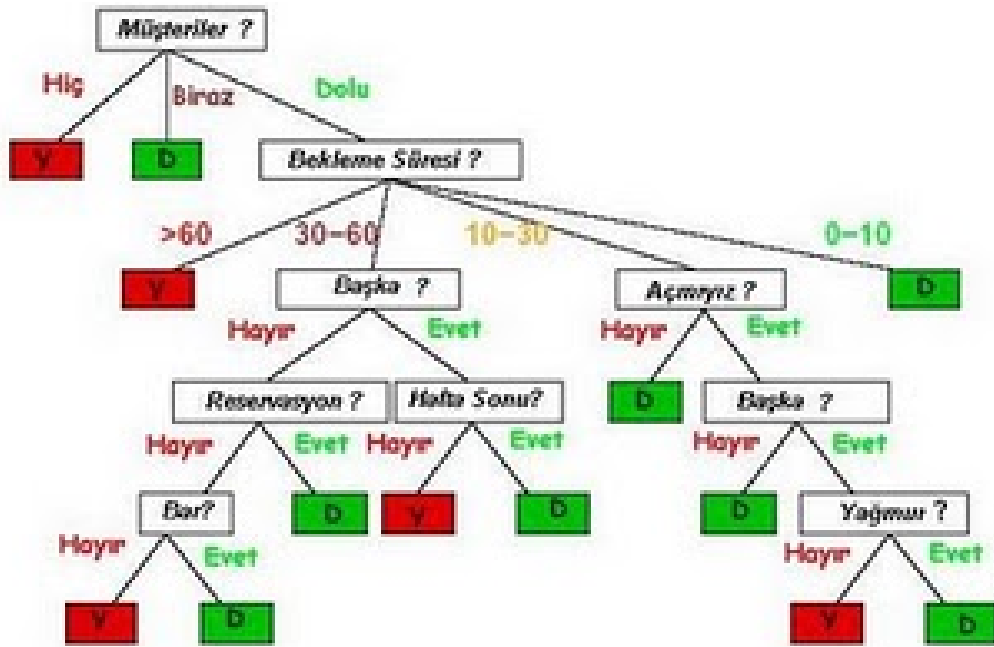 Müşteriler ?
Hiç Biraz Dolu
Y D Bekleme Süresi ?
>60 30-60 10-30 0-10
Y Başka ? Açmıyız ? D
Hayır Evet Hayır Evet
Reservasyon ? Hafta Sonu? D Başka ?
Hayır Evet Hayır Evet Hayır Evet
Bar? D Y D D Yağmur ?
Hayır Evet Hayır Evet
Y D Y D